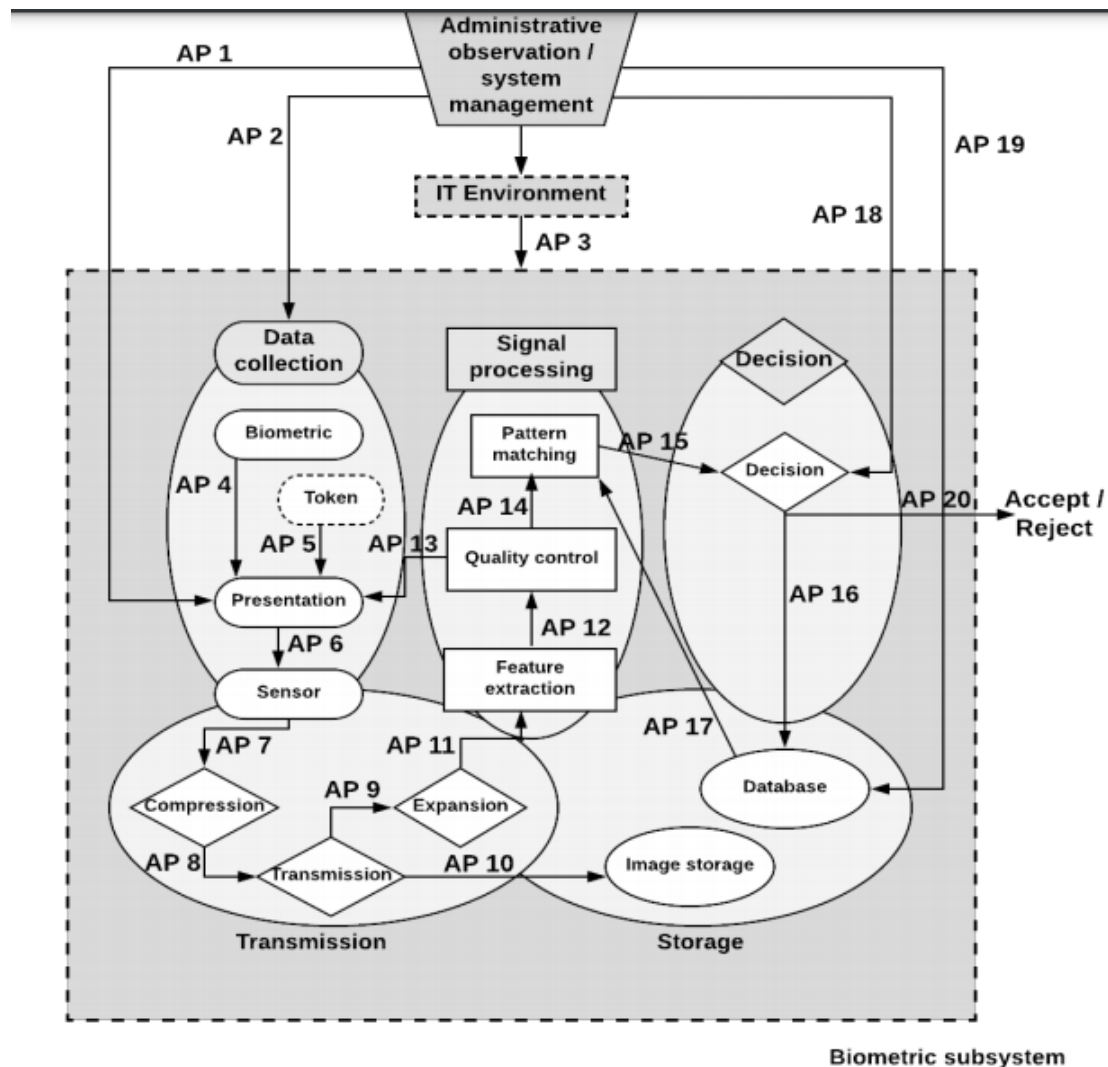 Administrative
observation /
system
management
AP 1
AP 2
AP 19
IT Environment
AP 18
AP 3
Data
collection
Signal
processing
Decision
Biometric
Pattern
matching
AP 15
Decision
AP 4
Token
AP 14
AP 20
Accept /
Reject
AP 5
AP 13
Quality control
Presentation
AP 16
AP 6
AP 12
Sensor
Feature
extraction
AP 7
AP 11
AP 17
Compression
AP 9
Expansion
Database
AP 8
Transmission
AP 10
Image storage
Transmission
Storage
Biometric subsystem